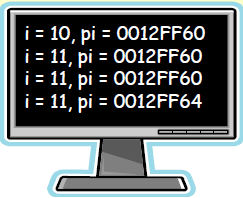 i = 10, pi = 0012FF60
i = 11, pi = 0012FF60
i = 11, pi = 0012FF60
i = 11, pi = 0012FF64